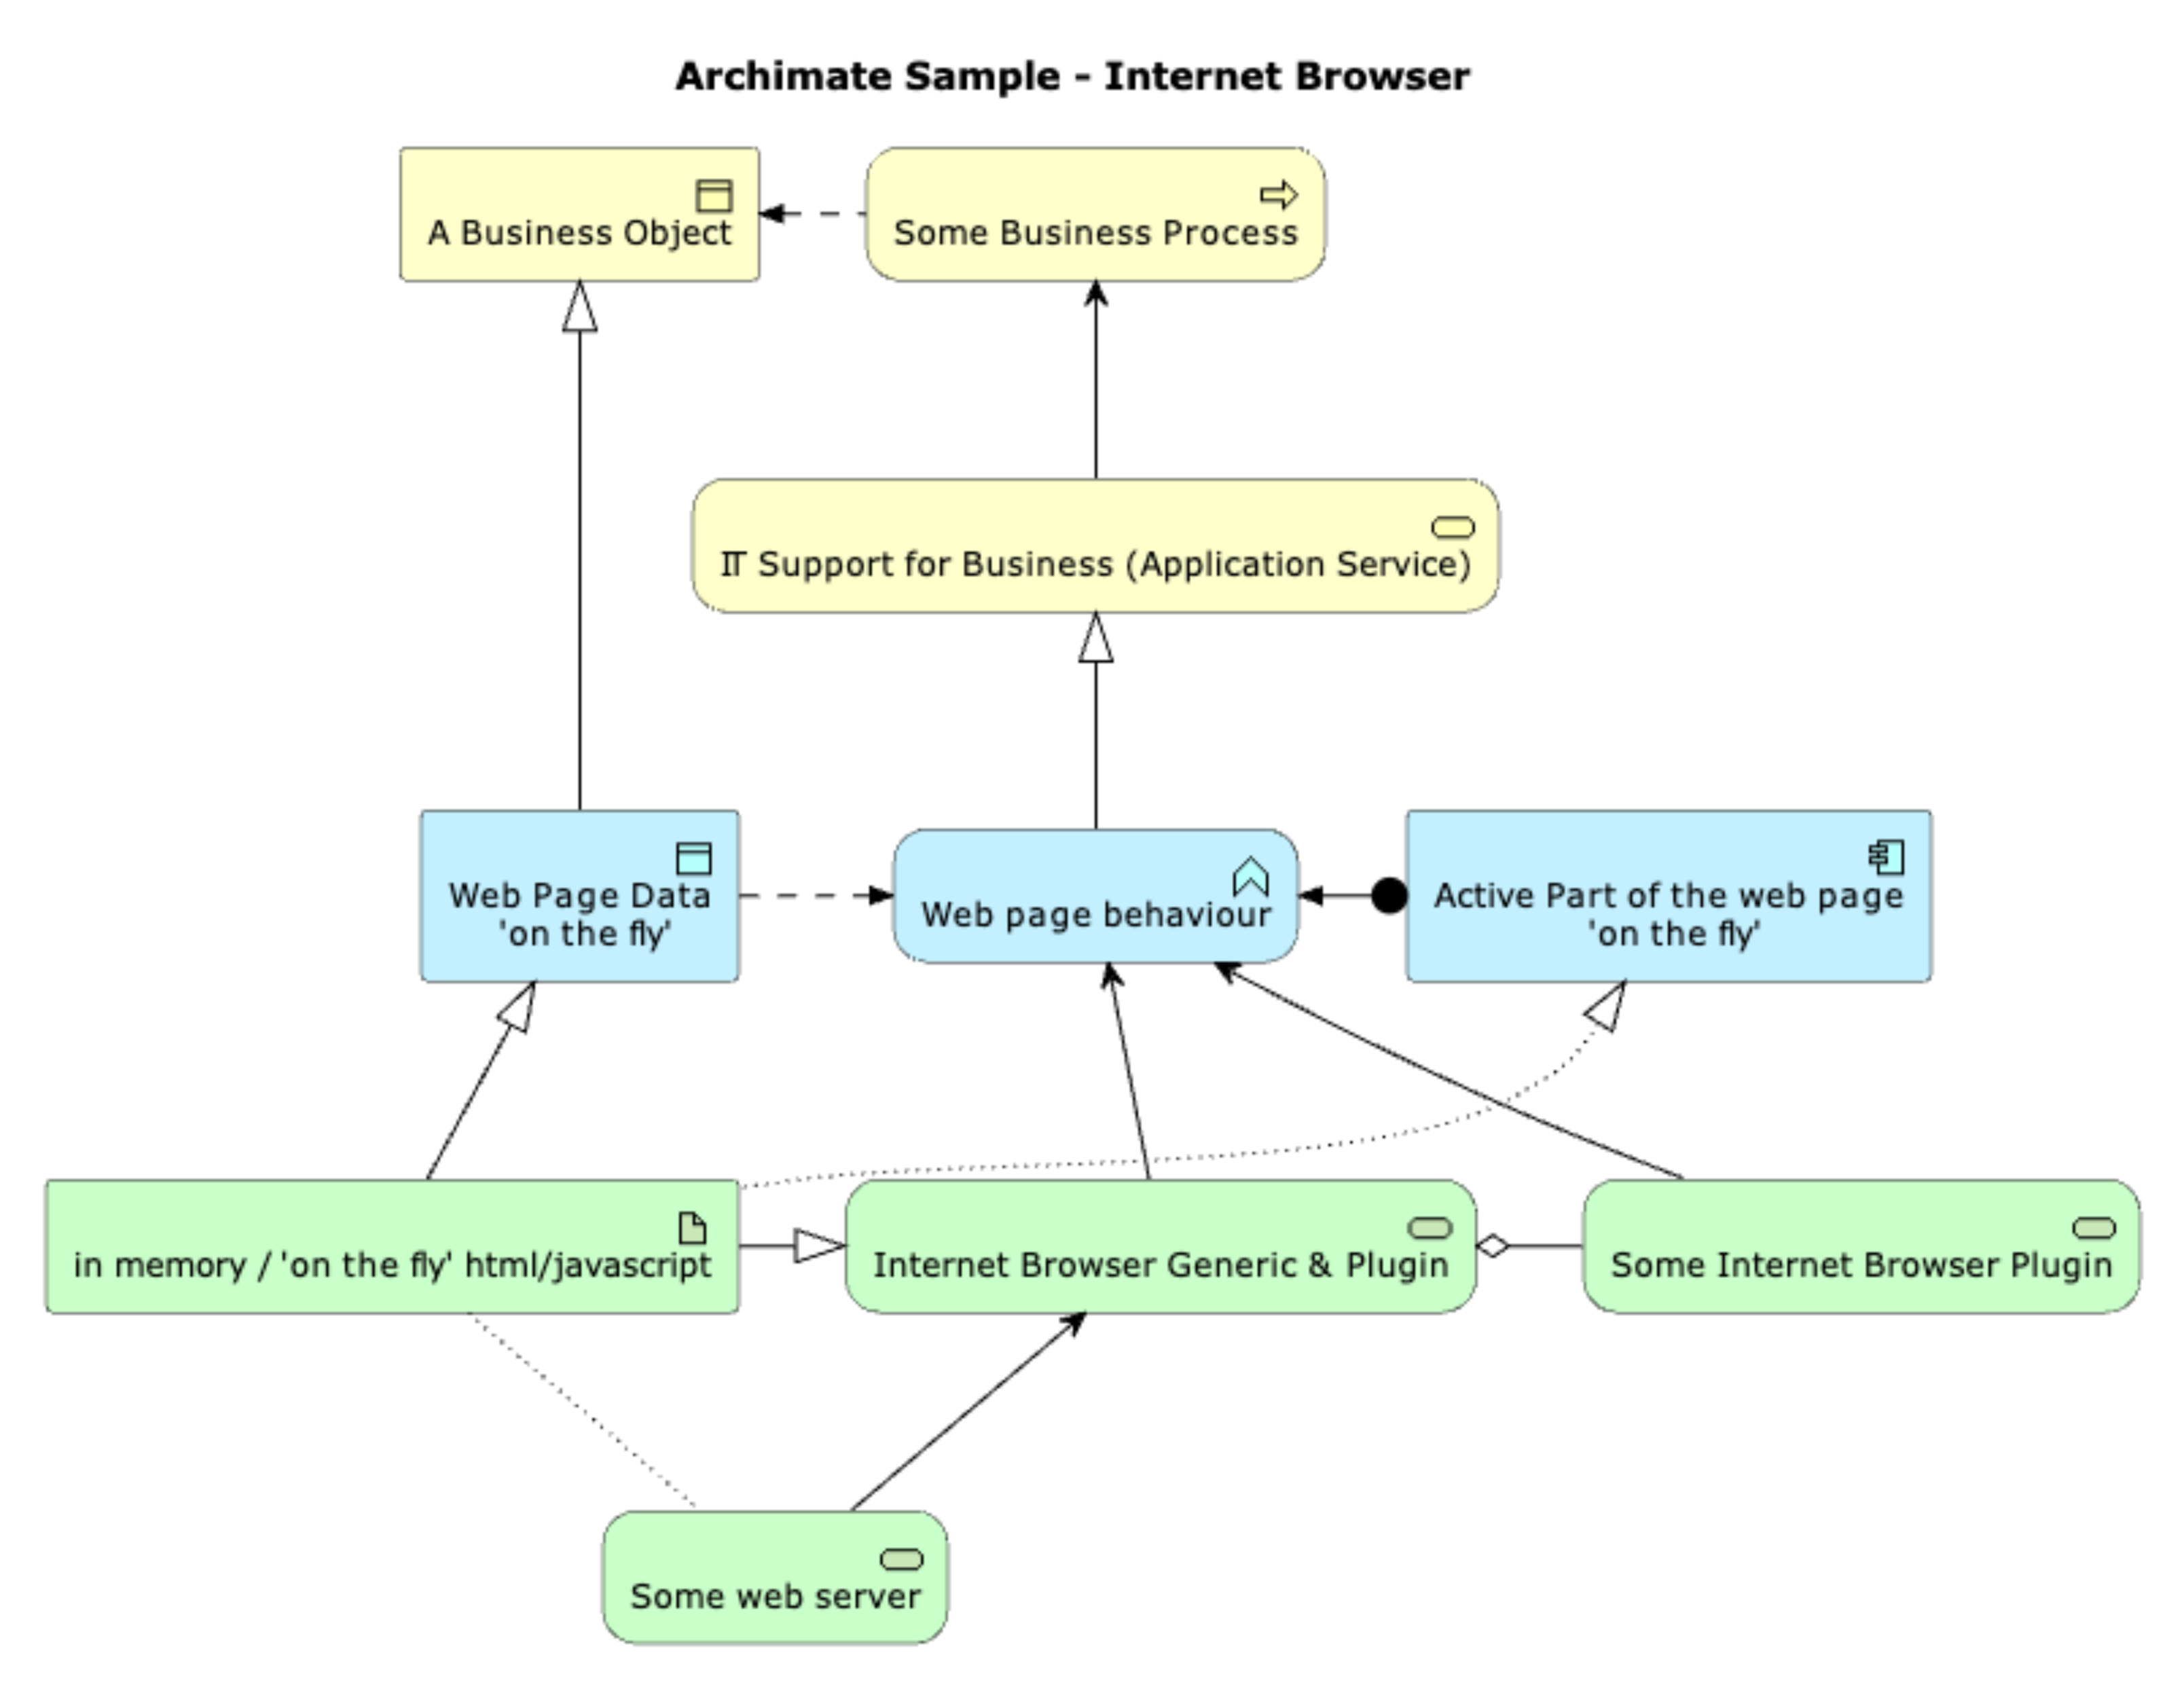 Archimate Sample - Internet Browser
A Business Object
Some Business Process
IT Support for Business (Application Service)
Web Page Data
'on the fly'
Web page behaviour
Active Part of the web page
'on the fly'
in memory / 'on the fly' html/javascript
Internet Browser Generic & Plugin
Some Internet Browser Plugin
Some web server